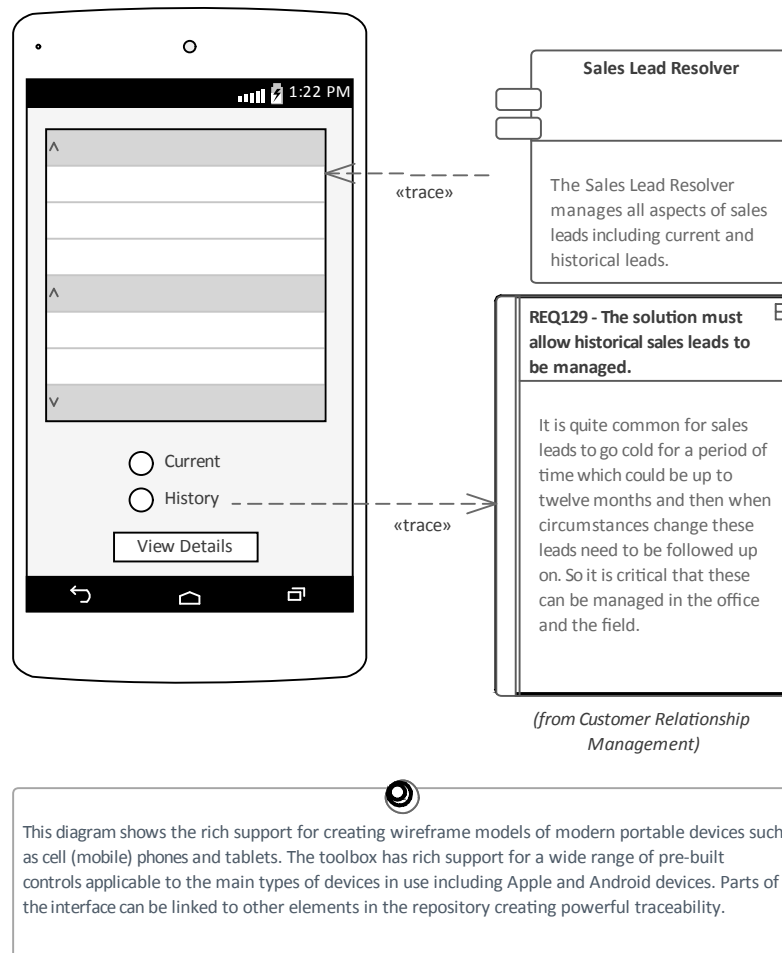 1:22 PM
Current
History
View Details
«trace»
«trace»
Sales Lead Resolver
The Sales Lead Resolver
manages all aspects of sales
leads including current and
historical leads.
REQ129 - The solution must
allow historical sales leads to
be managed.
It is quite common for sales
leads to go cold for a period of
time which could be up to
twelve months and then when
circumstances change these
leads need to be followed up
on. So it is critical that these
can be managed in the office
and the field.
(from Customer Relationship
Management)
This diagram shows the rich support for creating wireframe models of modern portable devices such
as cell (mobile) phones and tablets. The toolbox has rich support for a wide range of pre-built
controls applicable to the main types of devices in use including Apple and Android devices. Parts of
the interface can be linked to other elements in the repository creating powerful traceability.